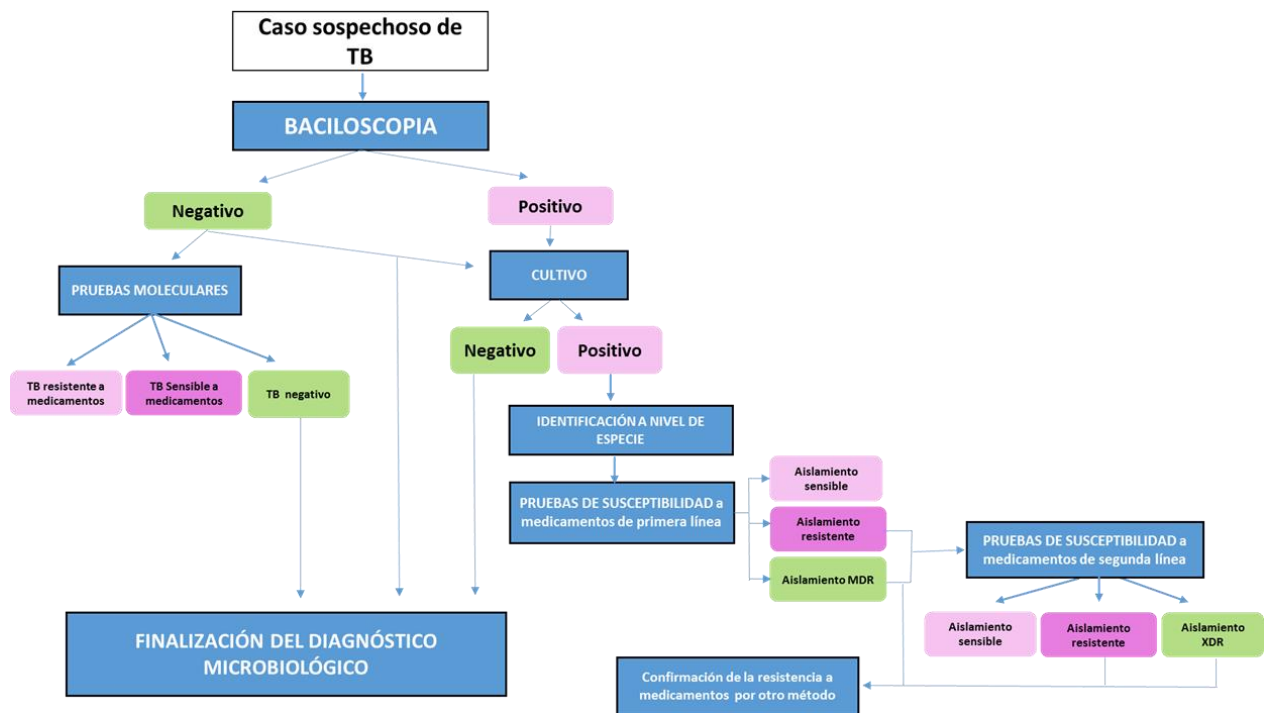 Caso sospechoso de
TB
BACILOSCOPIA
Negativo
Positivo
PRUEBAS MOLECULARES
CULTIVO
TB resistente a
medicamentos
TB Sensible a
medicamentos
TB negativo
Negativo
Positivo
IDENTIFICACIÓN A NIVEL DE
ESPECIE
PRUEBAS DE SUSCEPTIBILIDAD a
medicamentos de primera línea
Aislamiento
sensible
Aislamiento
resistente
Aislamiento MDR
PRUEBAS DE SUSCEPTIBILIDAD a
medicamentos de segunda línea
Aislamiento
sensible
Aislamiento
resistente
Aislamiento
XDR
FINALIZACIÓN DEL DIAGNÓSTICO
MICROBIOLÓGICO
Confirmación de la resistencia a
medicamentos por otro método